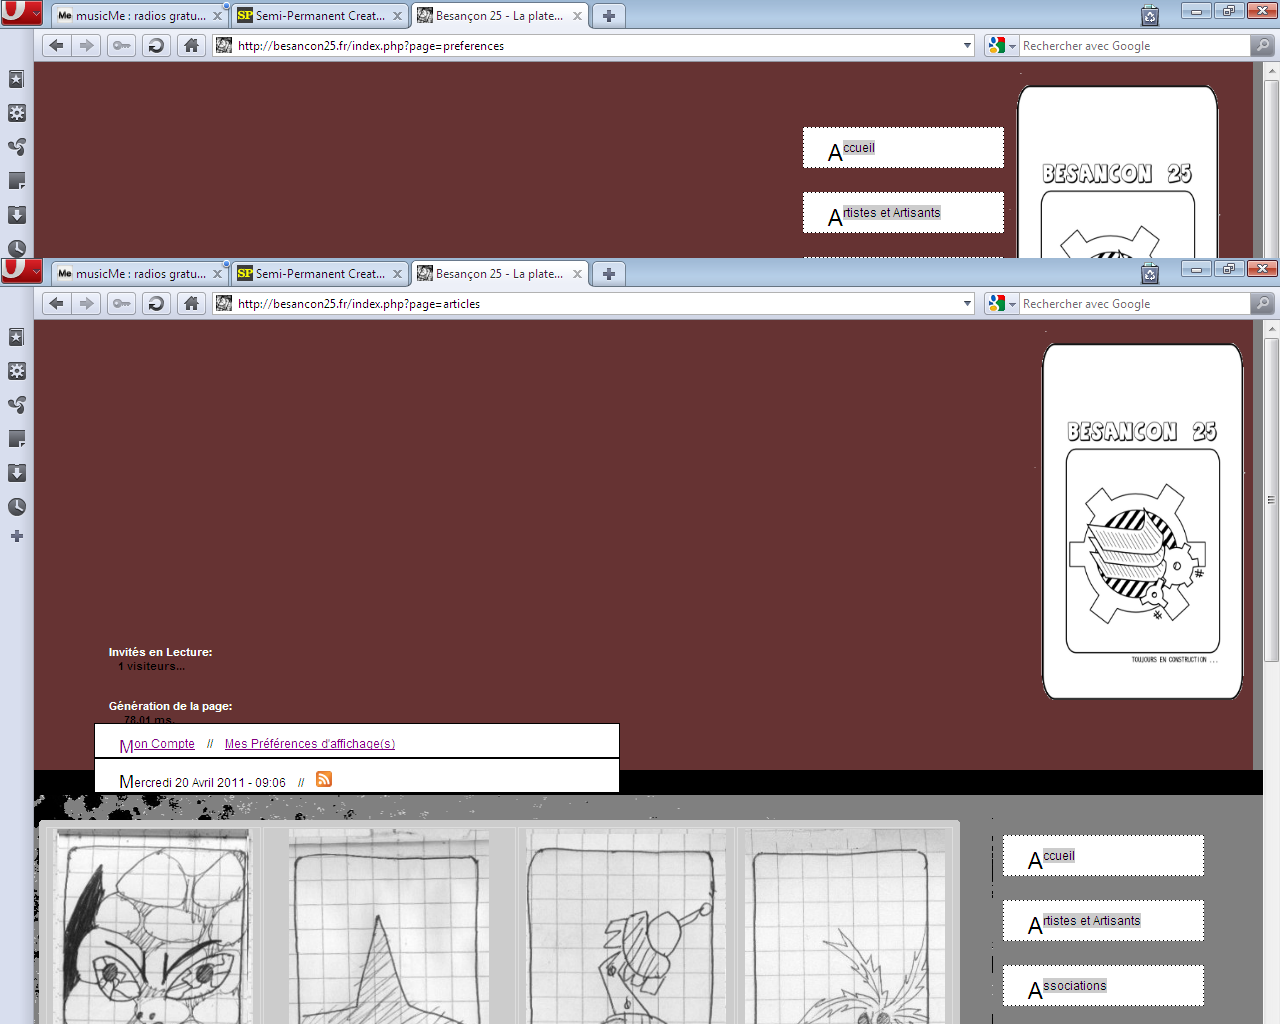 musicMe : radios gratu...
Semi-Permanent Creat...
Besançon 25 - La plate...
http://besancon25.fr/index.php?page=preferences
Rechercher avec Google
Accueil
BESANCON 25
Artistes et Artisants
musicMe : radios gratu...
Semi-Permanent Creat...
Besançon 25 - La plate...
http://besancon25.fr/index.php?page=articles
Rechercher avec Google
BESANCON 25
Invités en Lecture:
1 visiteurs...
TOUJOURS EN CONSTRUCTION ...
Génération de la page:
78.01 ms.
Mon Compte // Mes Préférences d'affichage(s)
Mercredi 20 Avril 2011 - 09:06 //
Accueil
Artistes et Artisants
Associations